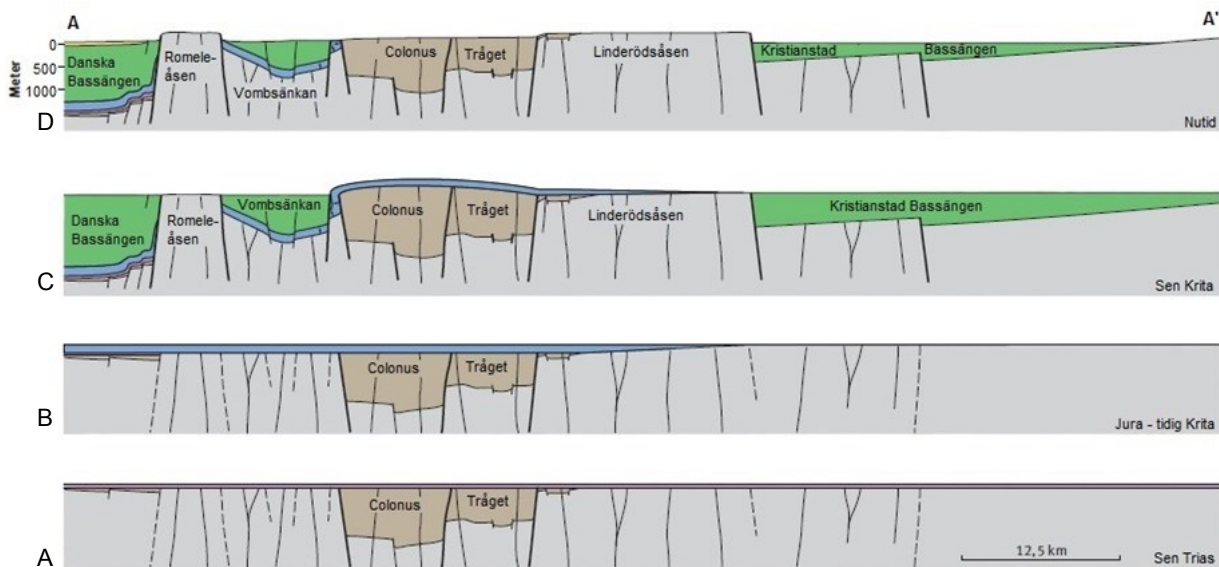 A
A'
Meter
0
500
1000
Danska
Bassängen
Romele-
åsen
Vombsänkan
Colonus
Tråget
Linderödsåsen
Kristianstad
Bassängen
D
Nutid
Danska
Bassängen
Romele-
åsen
Vombsänkan
Colonus
Tråget
Linderödsåsen
Kristianstad Bassängen
C
Sen Krita
Colonus
Tråget
B
Jura - tidig Krita
Colonus
Tråget
12,5 km
A
Sen Trias